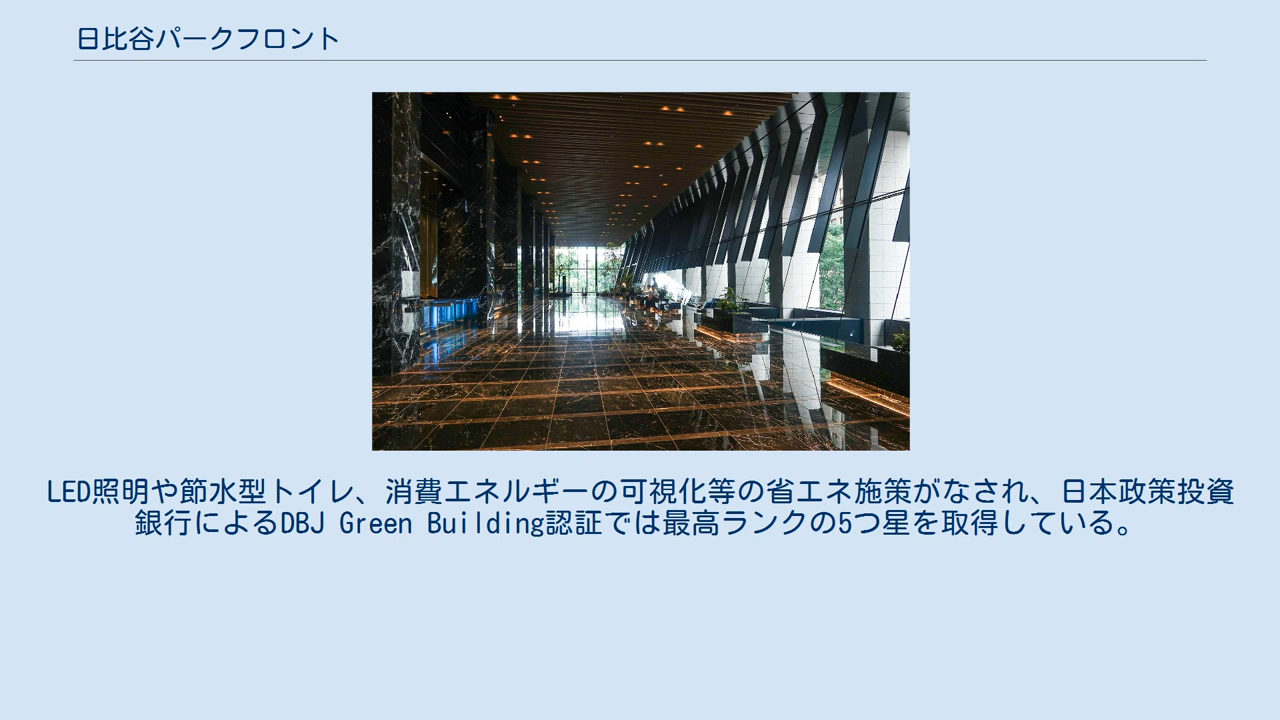 日比谷パークフロント
LED照明や節水型トイレ、消費エネルギーの可視化等の省エネ施策がなされ、日本政策投資
銀行によるDBJ Green Building認証では最高ランクの5つ星を取得している。